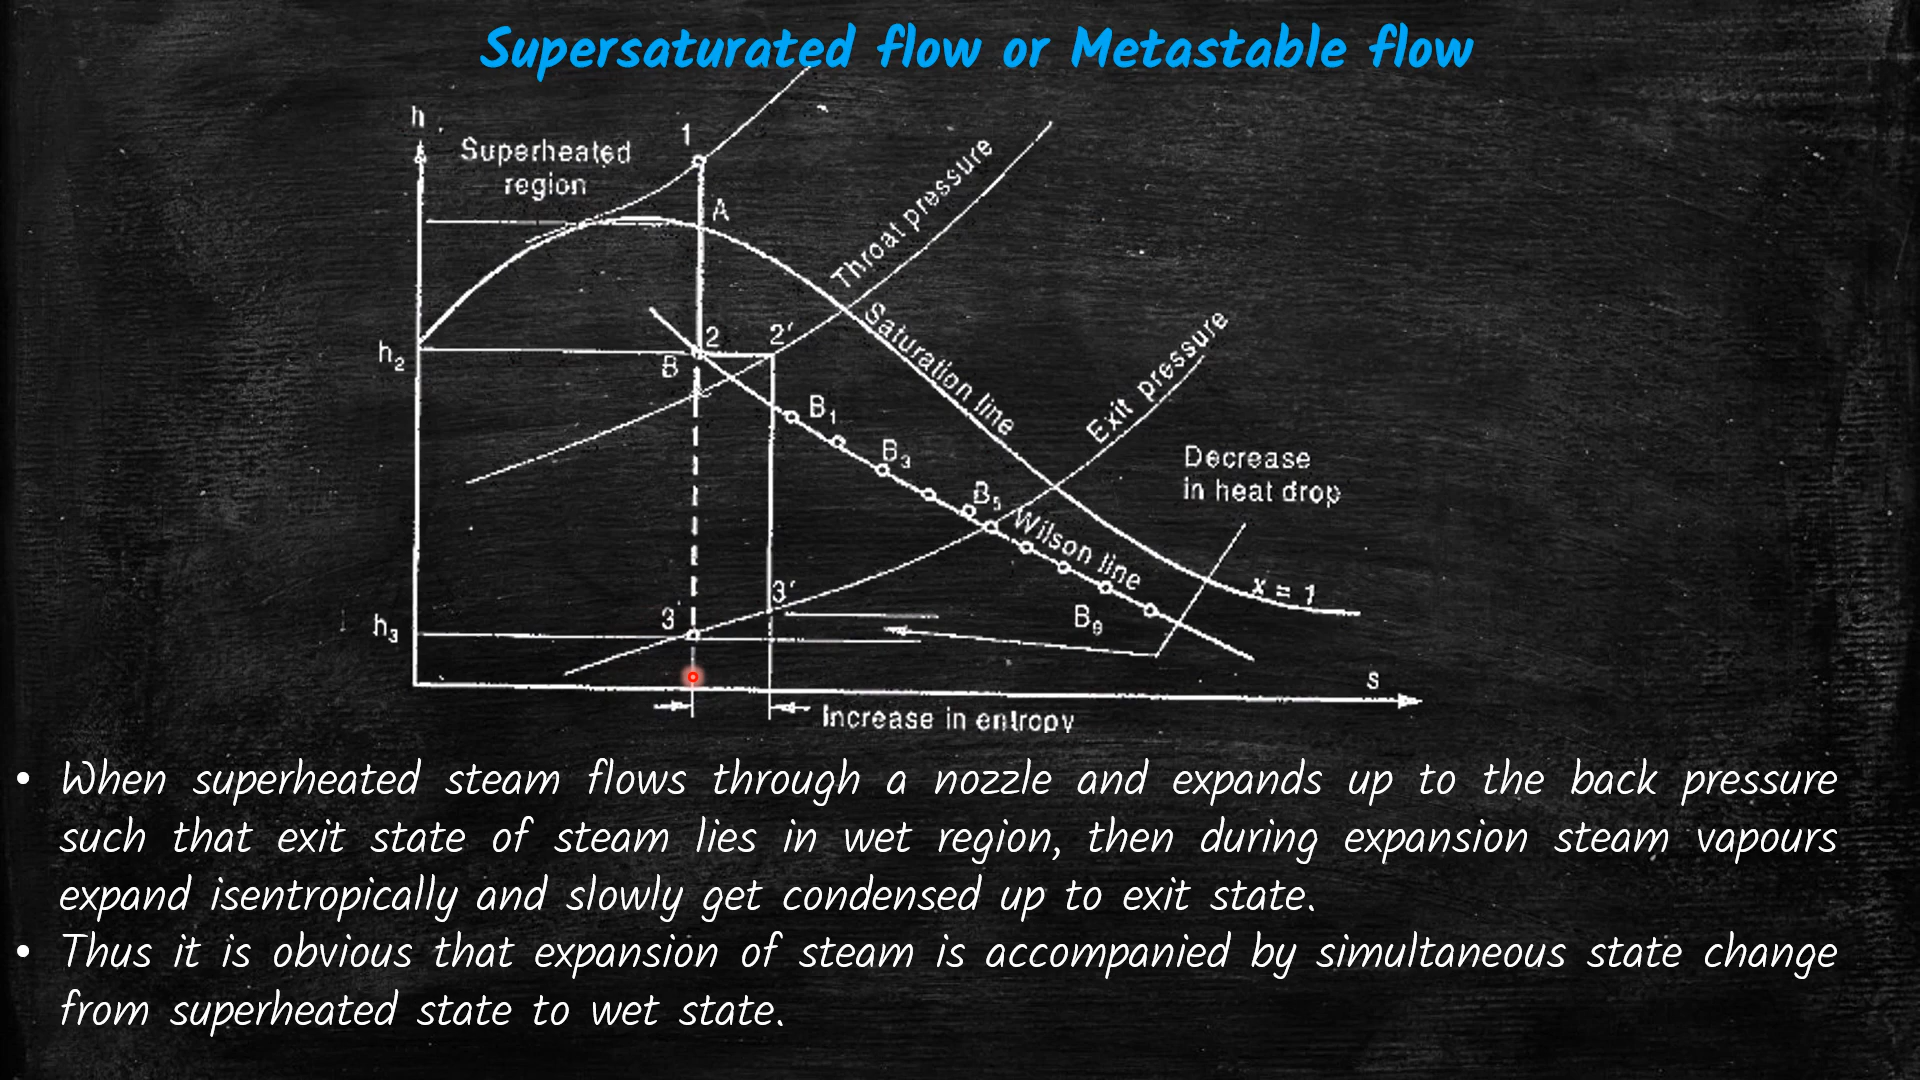 Supersaturated flow or Metastable flow
h
Superheated
region
1
A
Throat pressure
h2
2
2'
B
Saturation line
Exit pressure
B1
B3
B5
Wilson line
Decrease
in heat drop
x = 1
3
3'
h3
B9
s
Increase in entropy
• When superheated steam flows through a nozzle and expands up to the back pressure
such that exit state of steam lies in wet region, then during expansion steam vapours
expand isentropically and slowly get condensed up to exit state.
• Thus it is obvious that expansion of steam is accompanied by simultaneous state change
from superheated state to wet state.